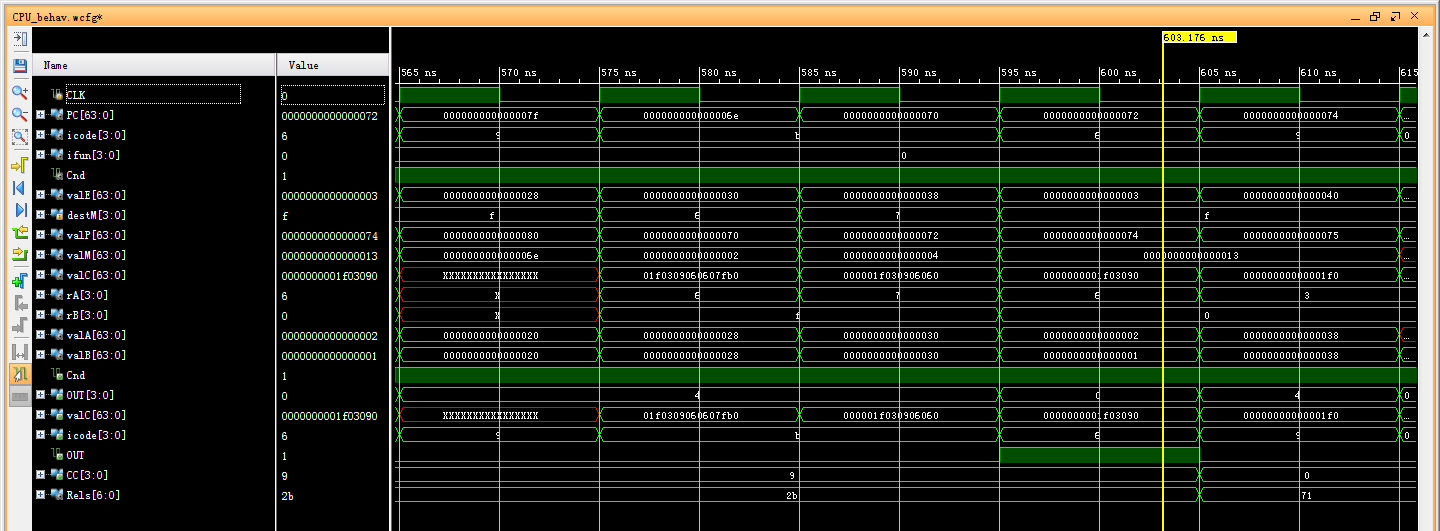 CPU_behav.wcfg*
603.176 ns
Name Value
565 ns 570 ns 575 ns 580 ns 585 ns 590 ns 595 ns 600 ns 605 ns 610 ns 615
CLK 0
PC[63:0] 0000000000000072 000000000000007f 000000000000006e 0000000000000070 0000000000000072 0000000000000074 ...
icode[3:0] 6 9 b 6 9 0
ifun[3:0] 0 0
Cnd 1
valE[63:0] 0000000000000003 0000000000000028 0000000000000030 0000000000000038 0000000000000003 0000000000000040 ...
destM[3:0] f f 6 7 f
valP[63:0] 0000000000000074 0000000000000080 0000000000000070 0000000000000072 0000000000000074 0000000000000075 ...
valM[63:0] 0000000000000013 000000000000006e 0000000000000002 0000000000000004 0000000000000013 ...
valC[63:0] 0000000001f03090 XXXXXXXXXXXXXXXX 01f030906067fb0 000001f030906060 0000000001f03090 00000000000001f0 ...
rA[3:0] 6 X 6 7 6 3
rB[3:0] 0 X f 0
valA[63:0] 0000000000000002 0000000000000020 0000000000000028 0000000000000030 0000000000000002 0000000000000038 ...
valB[63:0] 0000000000000001 0000000000000020 0000000000000028 0000000000000030 0000000000000001 0000000000000038 ...
Cnd 1
OUT[3:0] 0 4 0 4 0
valC[63:0] 0000000001f03090 XXXXXXXXXXXXXXXX 01f0309060607fb0 000001f030906060 0000000001f03090 00000000000001f0 ...
icode[3:0] 6 9 b 6 9 0
OUT 1
CC[3:0] 9 9 0
Rels[6:0] 2b 2b 71